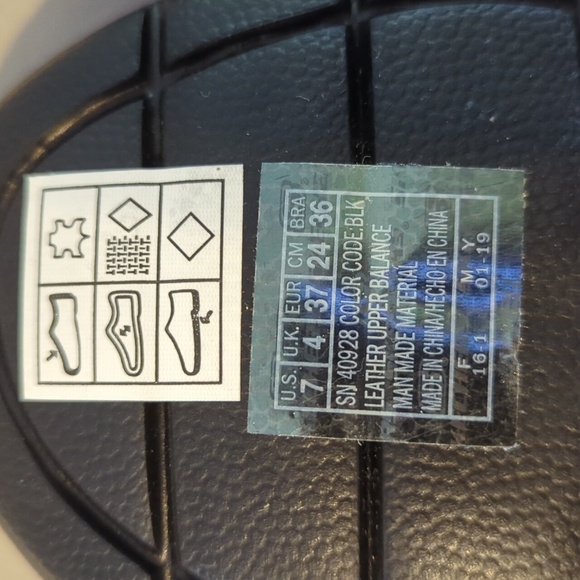 U.S. U.K. EUR CM BRA
7 4 37 24 36
SN 40928 COLOR CODE:BLK
LEATHER UPPER BALANCE
MAN MADE MATERIAL
MADE IN CHINA/HECHO EN CHINA
F M Y
16-1 01-19